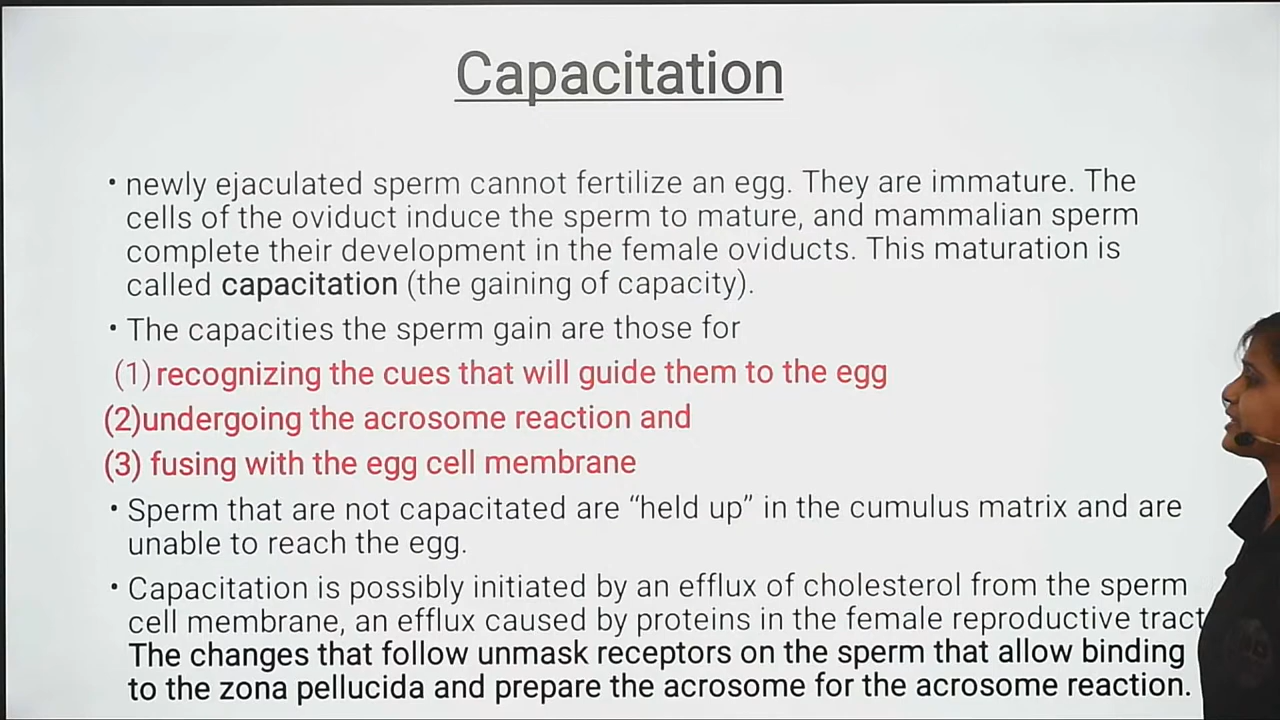 Capacitation
• newly ejaculated sperm cannot fertilize an egg. They are immature. The
cells of the oviduct induce the sperm to mature, and mammalian sperm
complete their development in the female oviducts. This maturation is
called capacitation (the gaining of capacity).
• The capacities the sperm gain are those for
(1) recognizing the cues that will guide them to the egg
(2)undergoing the acrosome reaction and
(3) fusing with the egg cell membrane
• Sperm that are not capacitated are “held up” in the cumulus matrix and are
unable to reach the egg.
• Capacitation is possibly initiated by an efflux of cholesterol from the sperm
cell membrane, an efflux caused by proteins in the female reproductive tract
The changes that follow unmask receptors on the sperm that allow binding
to the zona pellucida and prepare the acrosome for the acrosome reaction.